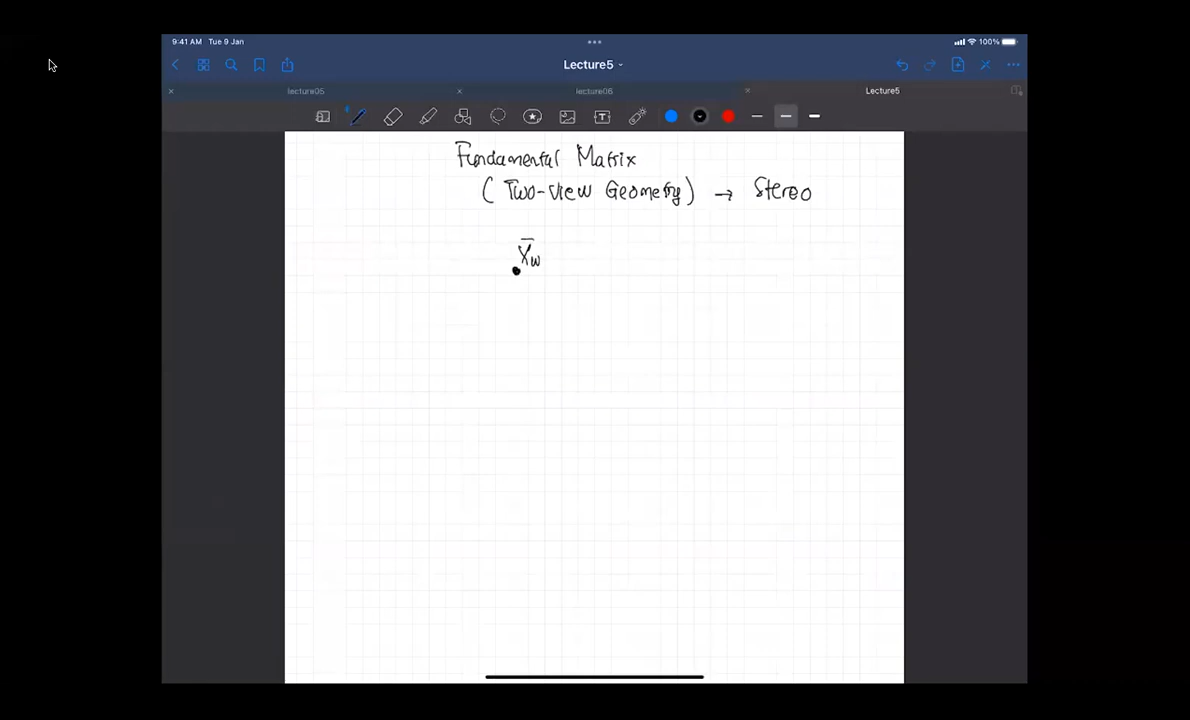 9:41 AM Tue 9 Jan
100%
Lecture5
lecture05
lecture06
Lecture5
Fundamental Matrix
(Two-view Geometry) → Stereo
X̅w